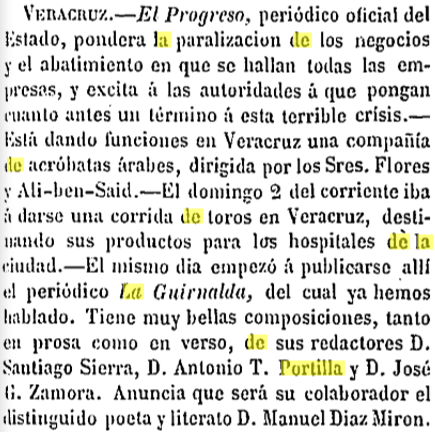 VERACRUZ.—El Progreso, periódico oficial del
Estado, pondera la paralizacion de los negocios
y el abatimiento en que se hallan todas las em-
presas, y excita á las autoridades á que pongan
cuanto antes un término á esta terrible crísis.—
Está dando funciones en Veracruz una compañía
de acróbatas árabes, dirigida por los Sres. Flores
y Ali-ben-Said.—El domingo 2 del corriente iba
á darse una corrida de toros en Veracruz, desti-
nando sus productos para los hospitales de la
ciudad.—El mismo dia empezó á publicarse allí
el periódico La Guirnalda, del cual ya hemos
hablado. Tiene muy bellas composiciones, tanto
en prosa como en verso, de sus redactores D.
Santiago Sierra, D. Antonio T. Portilla y D. José
G. Zamora. Anuncia que será su colaborador el
distinguido poeta y literato D. Manuel Diaz Miron.